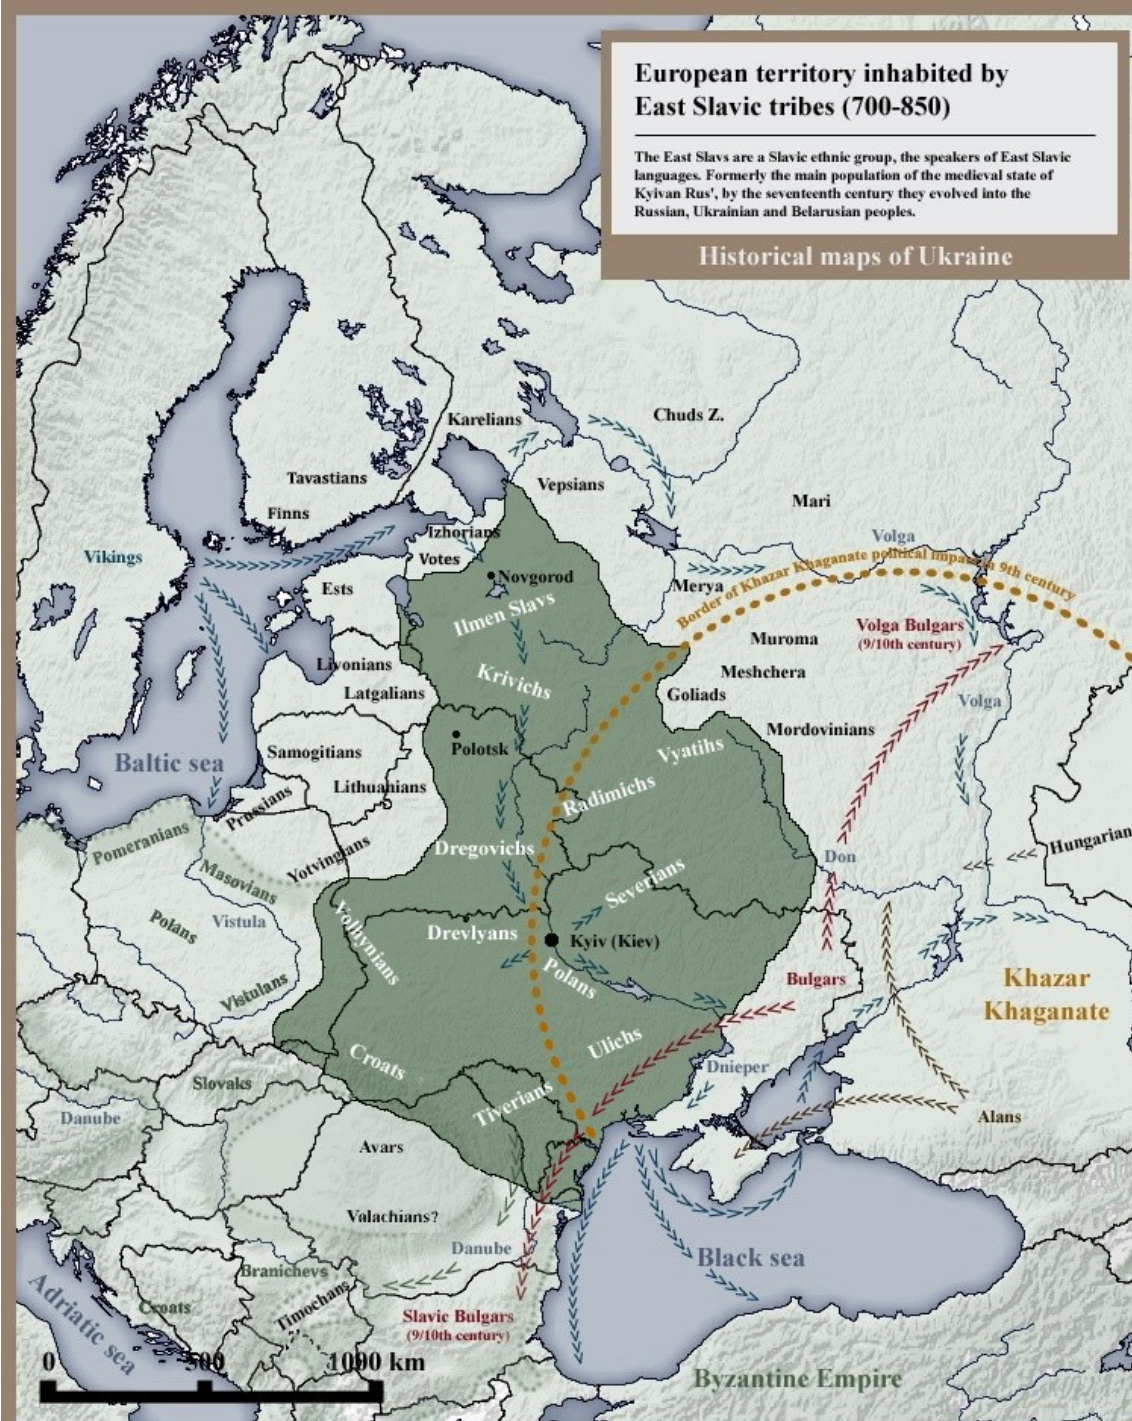 European territory inhabited by
East Slavic tribes (700-850)
The East Slavs are a Slavic ethnic group, the speakers of East Slavic
languages. Formerly the main population of the medieval state of
Kyivan Rus', by the seventeenth century they evolved into the
Russian, Ukrainian and Belarusian peoples.
Historical maps of Ukraine
Karelians
Chuds Z.
Tavastians
Vepsians
Finns
Mari
Izhorians
Volga
Vikings
Votes
Border of Khazar Khaganate political impact in 9th century
Novgorod
Ests
Merya
Ilmen Slavs
Volga Bulgars
(9/10th century)
Muroma
Livonians
Meshchera
Krivichs
Latgalians
Goliads
Volga
Mordovinians
Polotsk
Vyatihs
Samogitians
Baltic sea
Lithuanians
Radimichs
Prussians
Pomeranians
Yotvingians
Dregovichs
Hungarian
Don
Masovians
Severians
Polans
Vistula
Volhynians
Drevlyans
Kyiv (Kiev)
Polans
Bulgars
Vistulans
Khazar
Khaganate
Ulichs
Croats
Dnieper
Slovaks
Tiverians
Danube
Alans
Avars
Valachians?
Danube
Black sea
Branichevs
Adriatic sea
Croats
Timochans
Slavic Bulgars
(9/10th century)
0 500 1000 km
Byzantine Empire